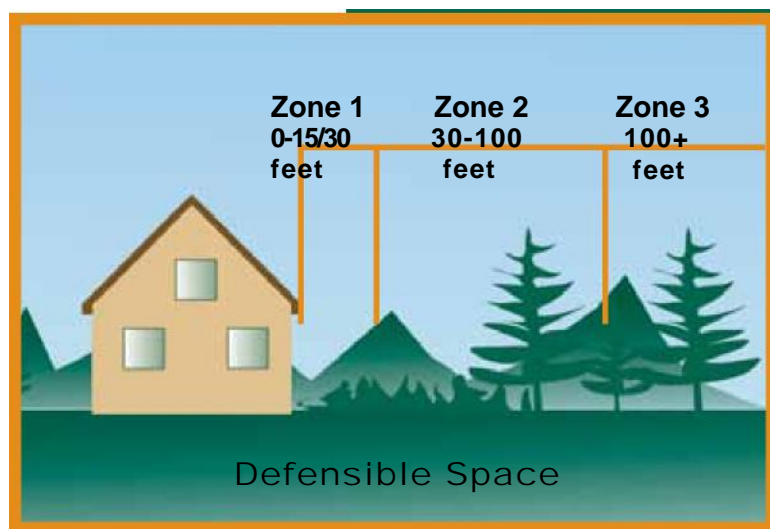 Zone 1
0-15/30
feet
Zone 2
30-100
feet
Zone 3
100+
feet
Defensible Space